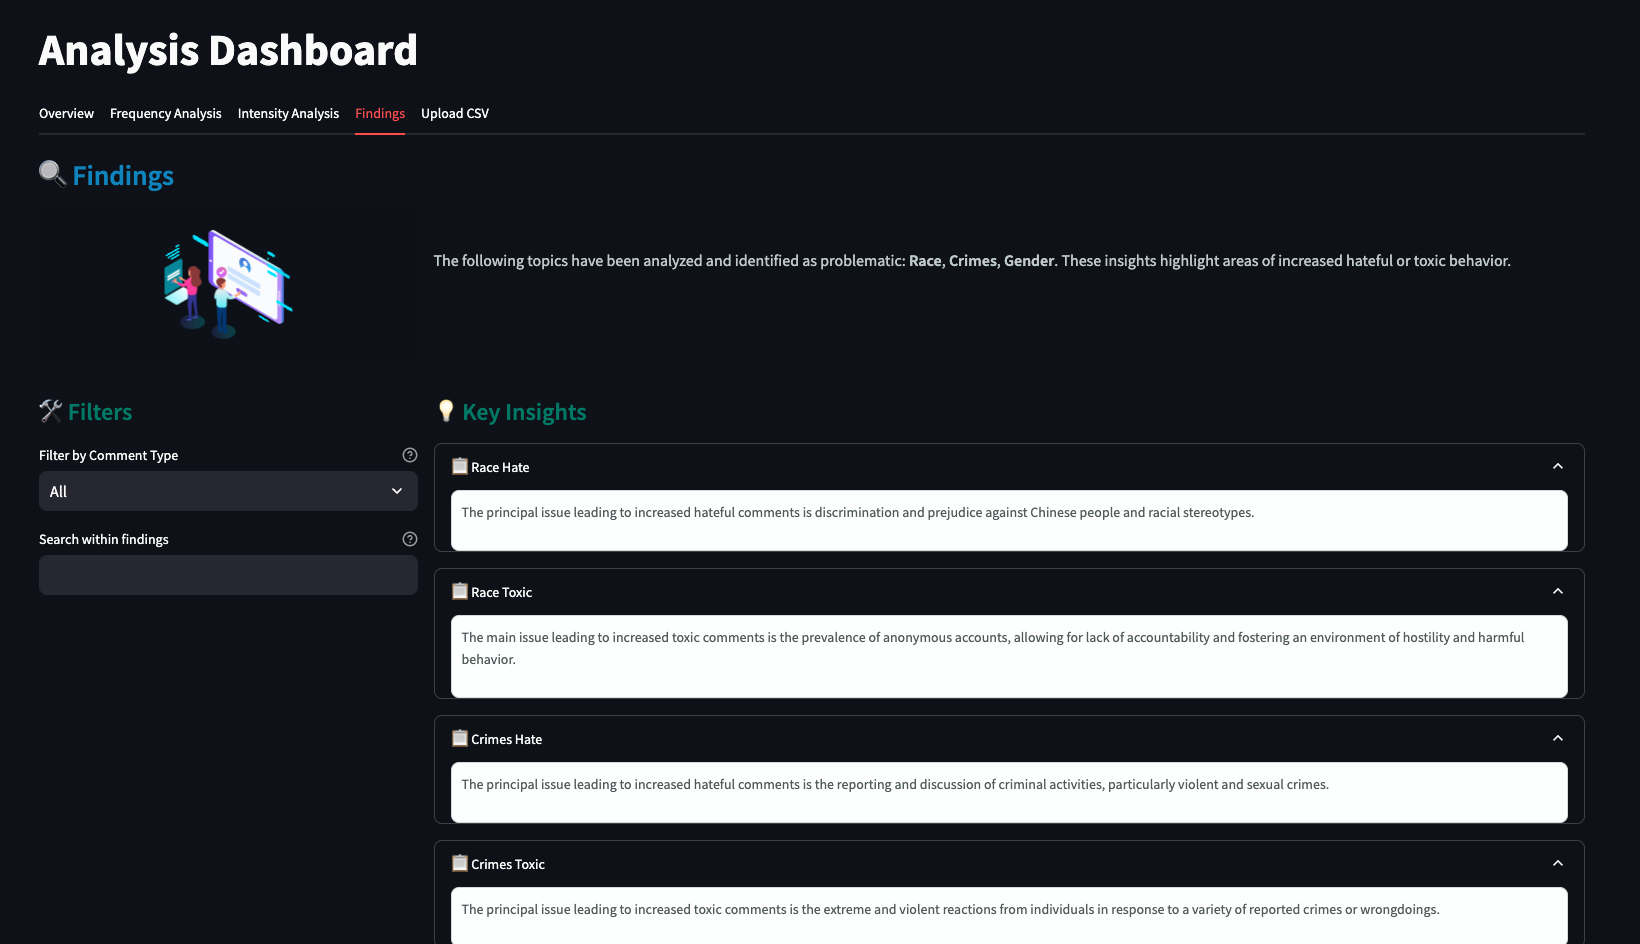 Analysis Dashboard
Overview Frequency Analysis Intensity Analysis Findings Upload CSV
Findings
The following topics have been analyzed and identified as problematic: Race, Crimes, Gender. These insights highlight areas of increased hateful or toxic behavior.
Filters
Filter by Comment Type
All
Search within findings
Key Insights
Race Hate
The principal issue leading to increased hateful comments is discrimination and prejudice against Chinese people and racial stereotypes.
Race Toxic
The main issue leading to increased toxic comments is the prevalence of anonymous accounts, allowing for lack of accountability and fostering an environment of hostility and harmful
behavior.
Crimes Hate
The principal issue leading to increased hateful comments is the reporting and discussion of criminal activities, particularly violent and sexual crimes.
Crimes Toxic
The principal issue leading to increased toxic comments is the extreme and violent reactions from individuals in response to a variety of reported crimes or wrongdoings.